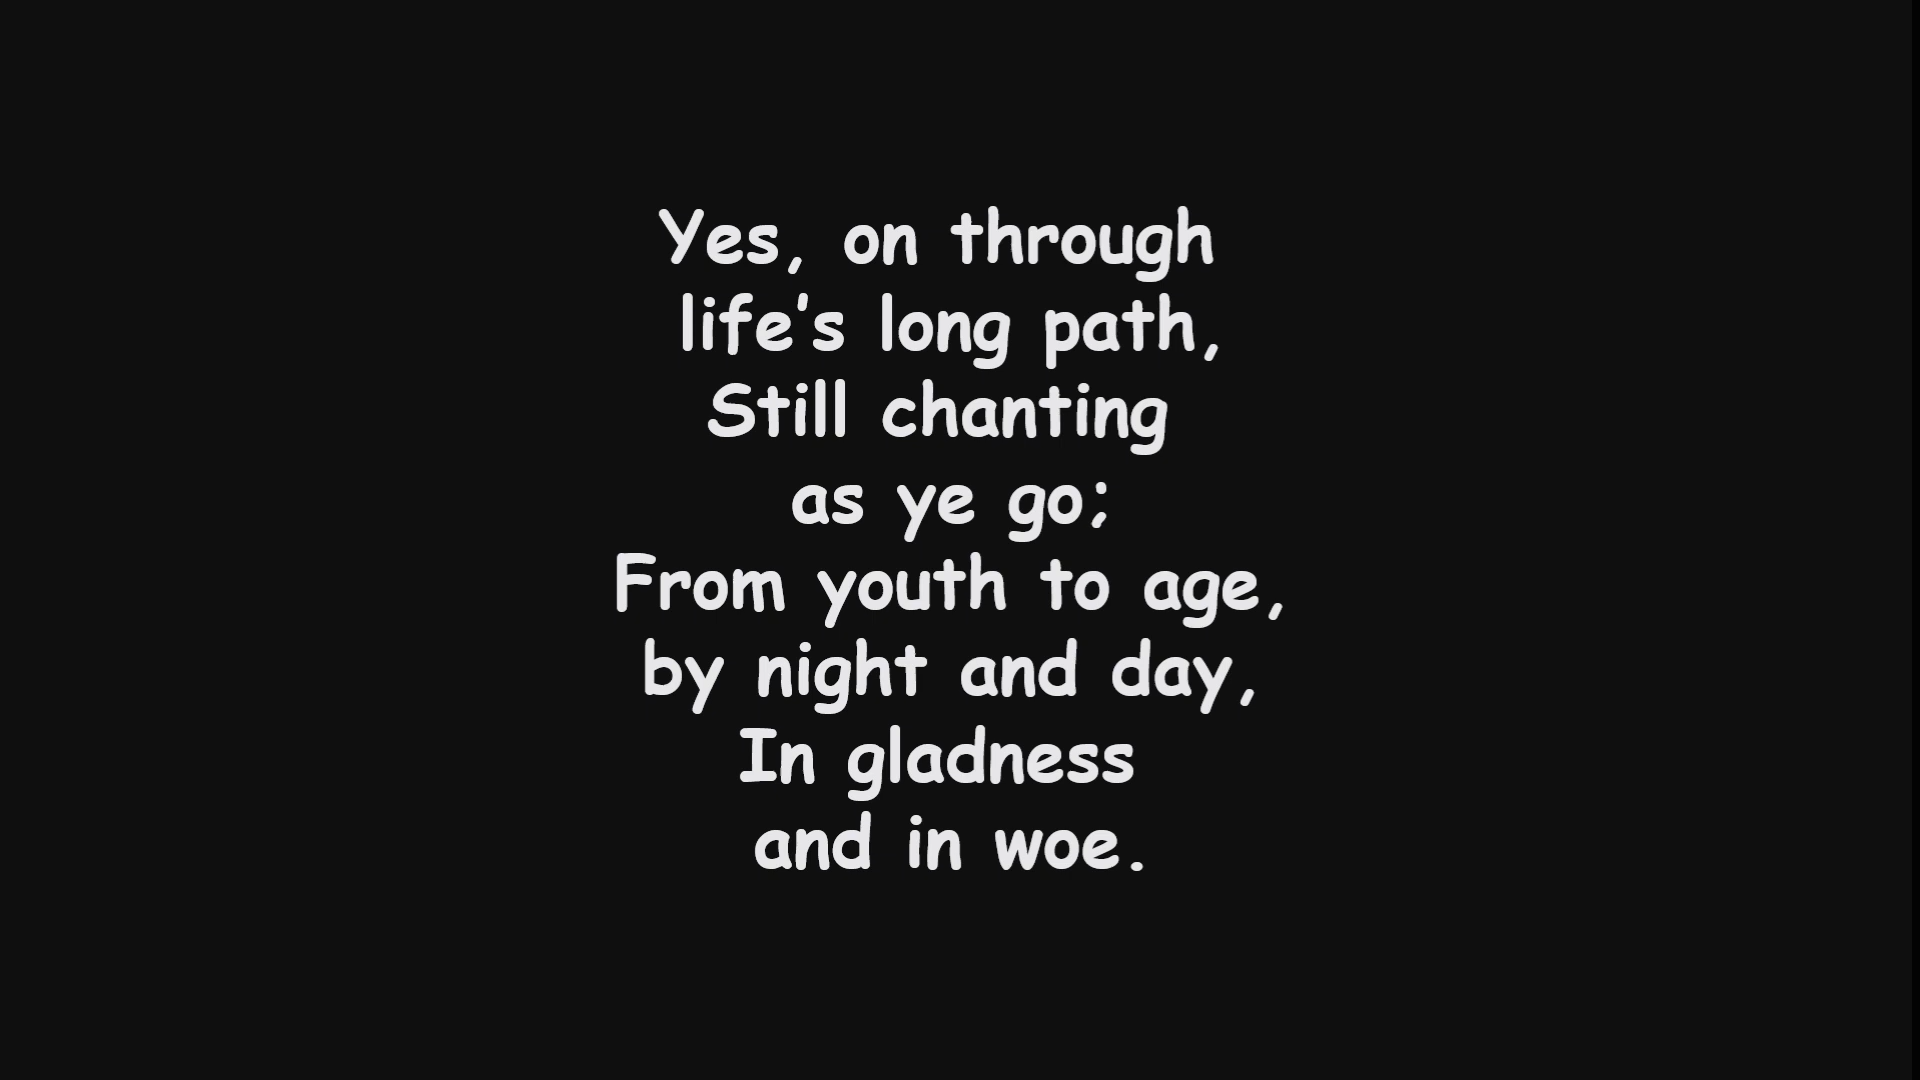 Yes, on through
life's long path,
Still chanting
as ye go;
From youth to age,
by night and day,
In gladness
and in woe.